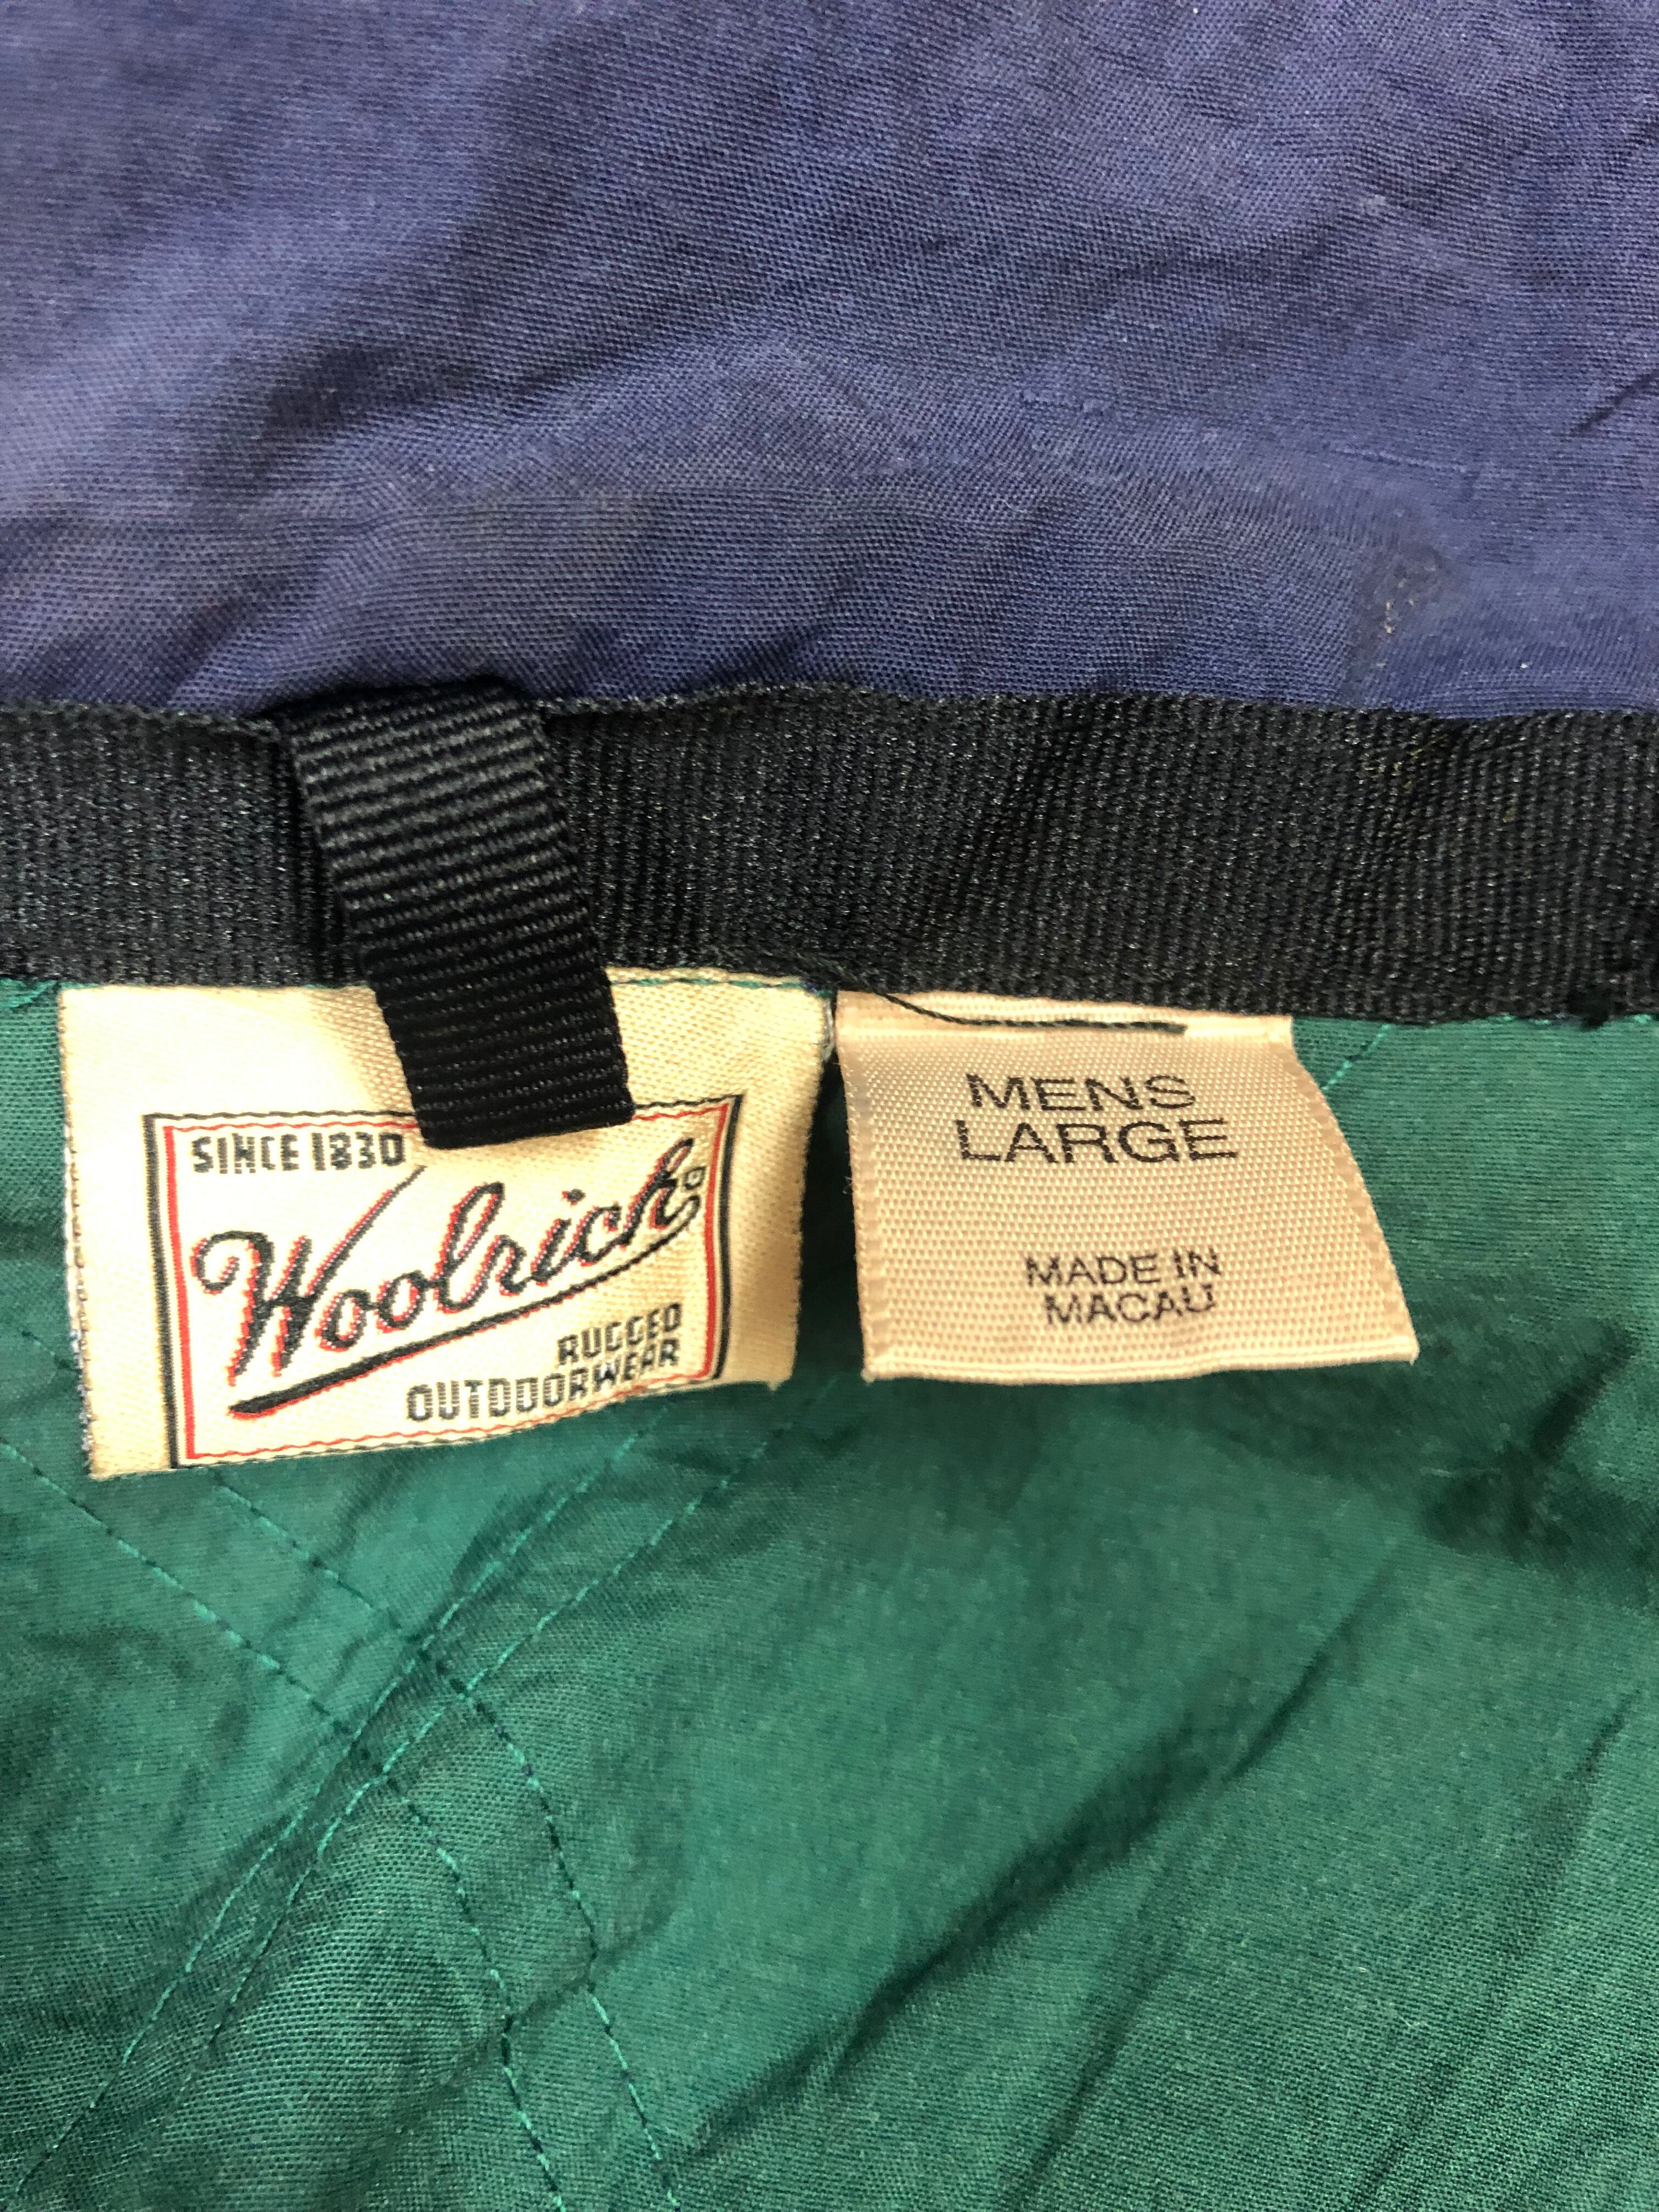 SINCE 1830
Woolrich
RUGGED
OUTDOORWEAR
MENS
LARGE
MADE IN
MACAU